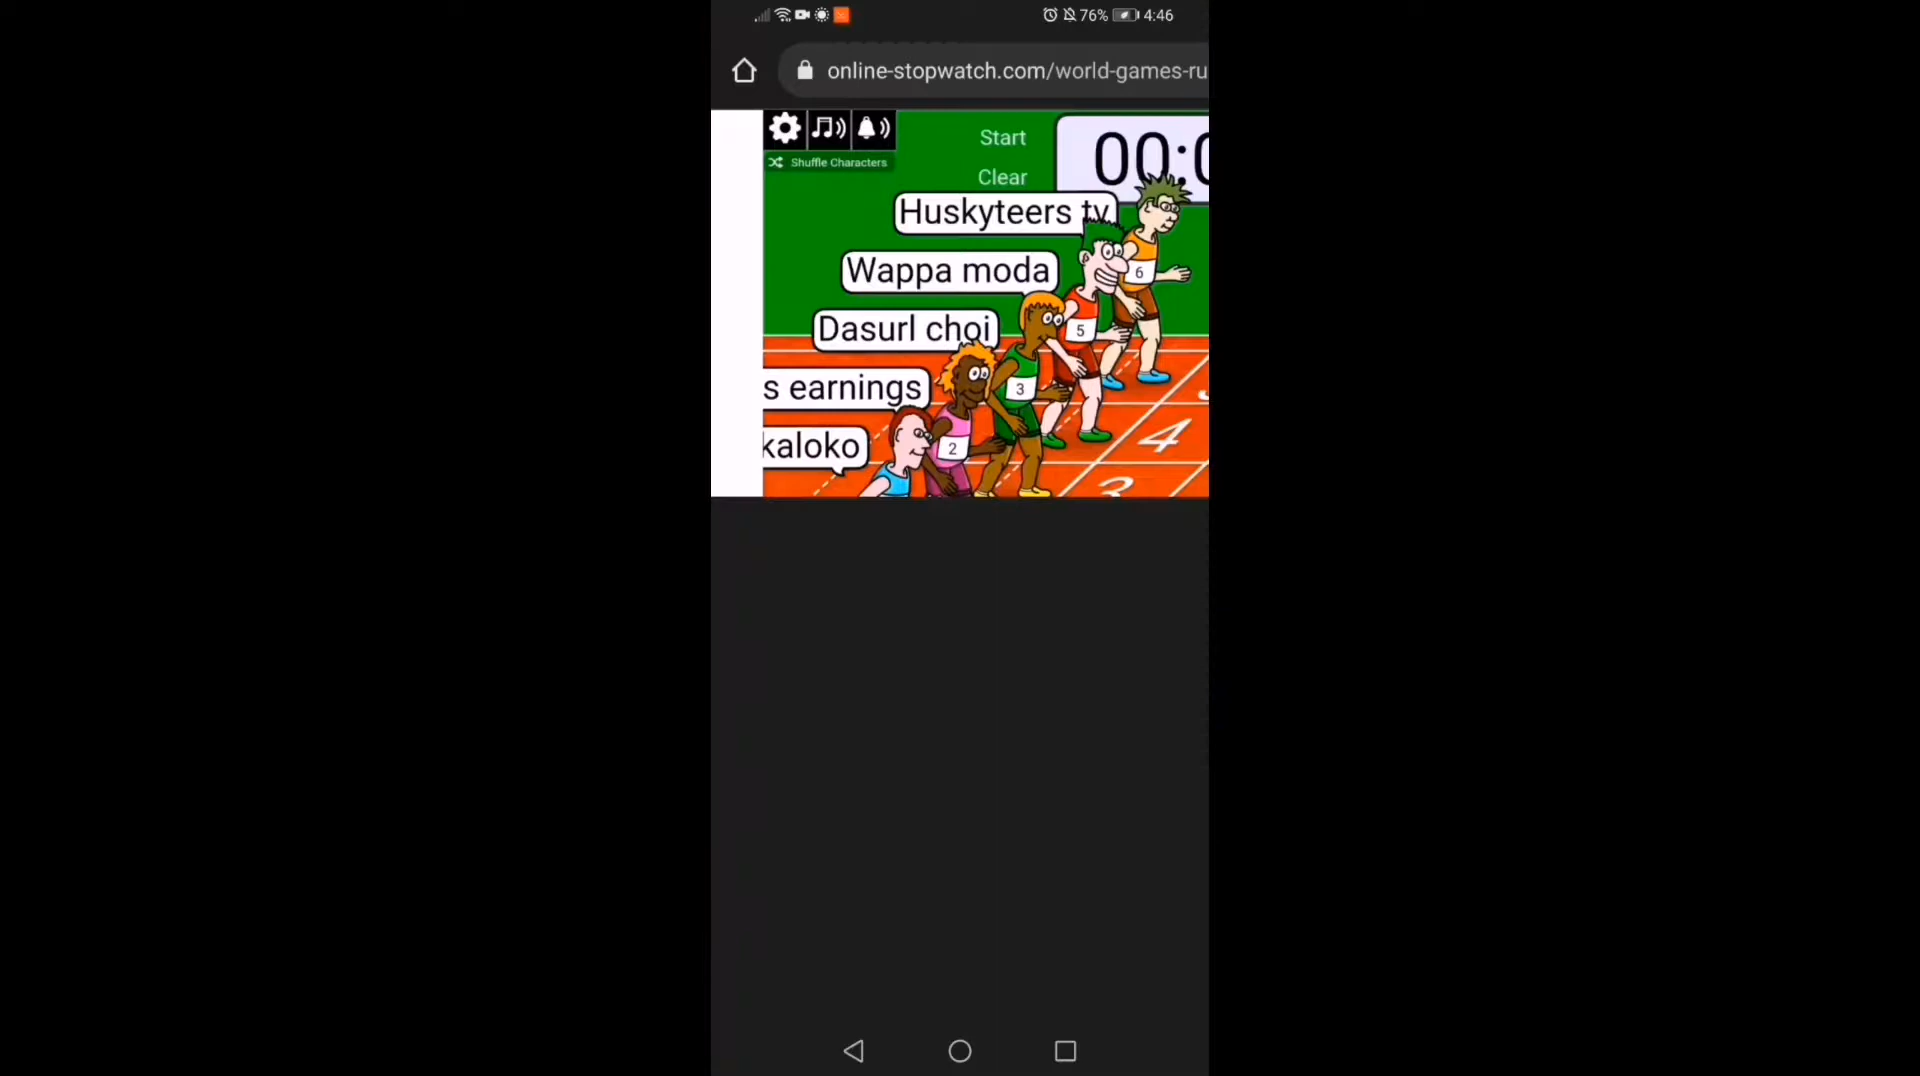 76% 4:46
online-stopwatch.com/world-games-ru
Start
00:0
Shuffle Characters
Clear
Huskyteers tv
Wappa moda
6
Dasurl choi
5
s earnings
3
kaloko
2
4
3